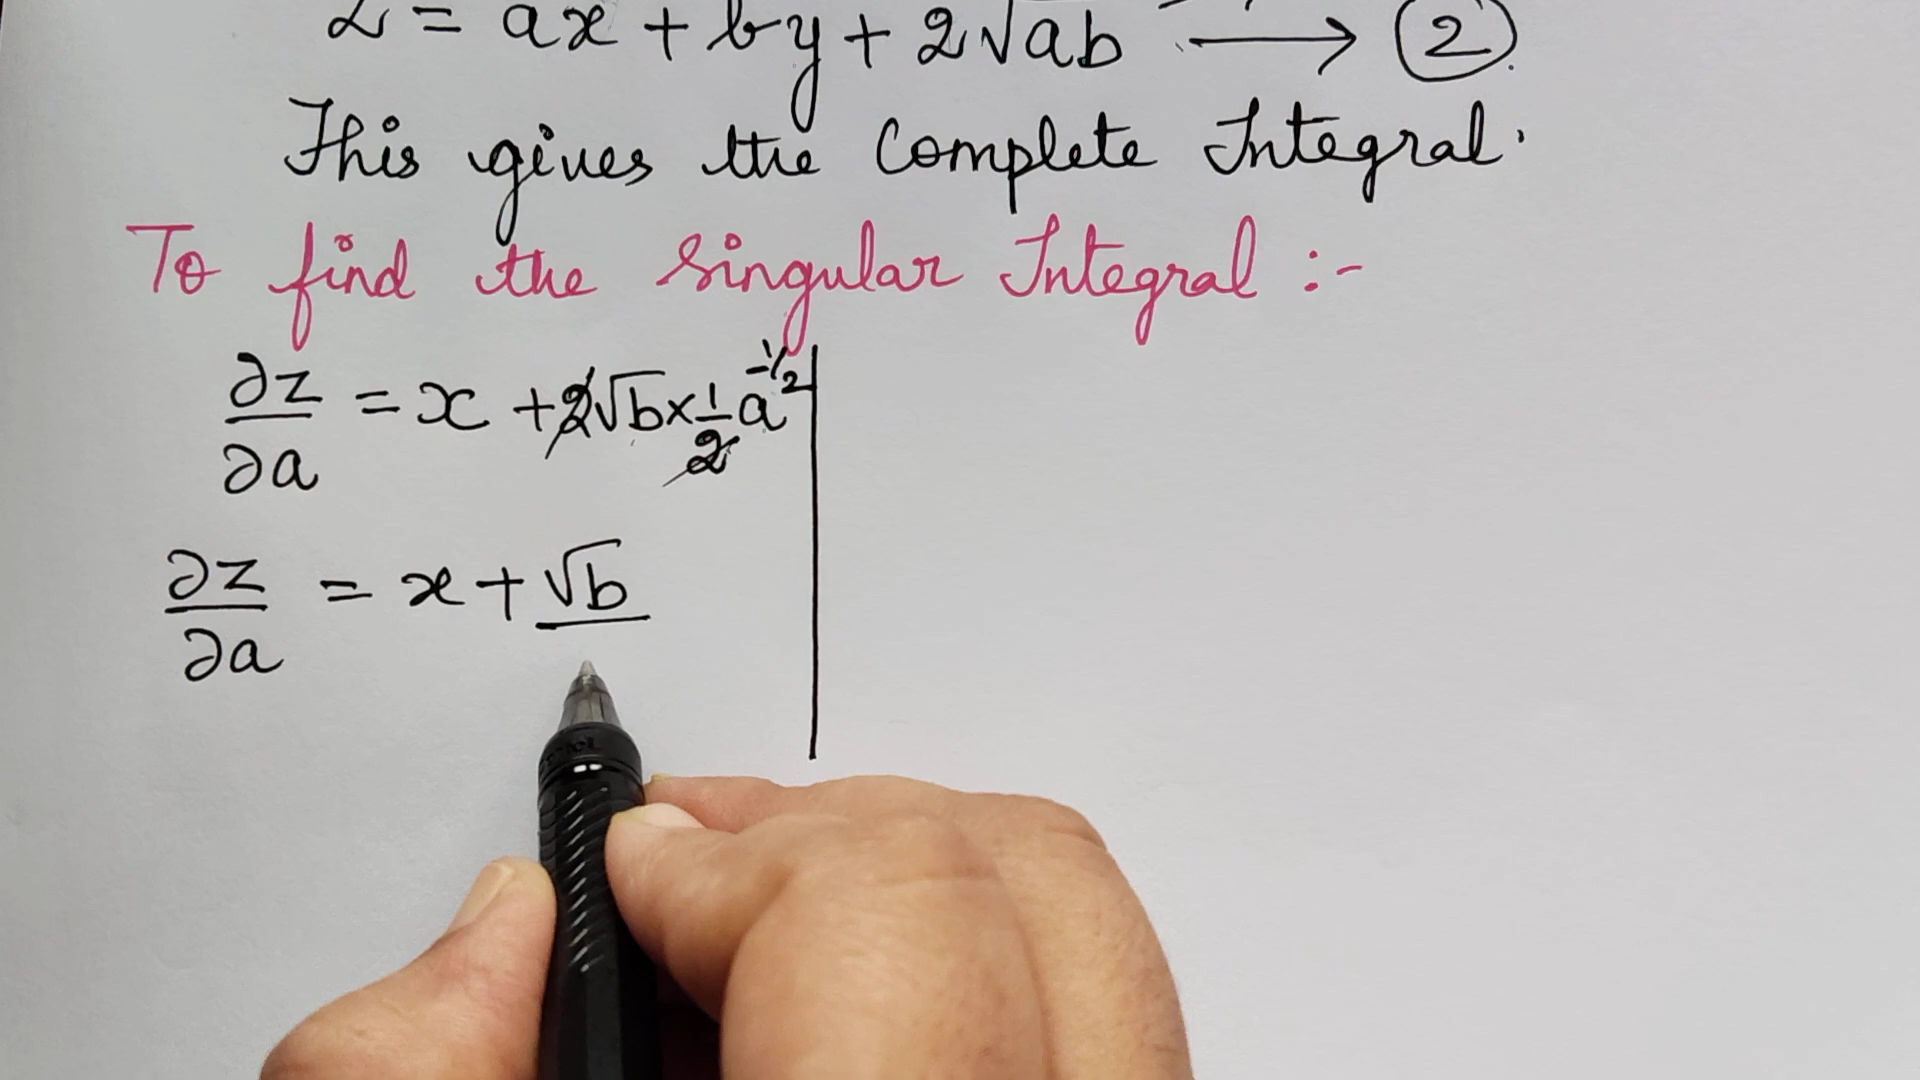 Z = ax + by + 2√ab → 2
This gives the Complete Integral.
To find the Singular Integral :-
∂z/∂a = x + 2√b × 1/2 a^-1/2
∂z/∂a = x + √b